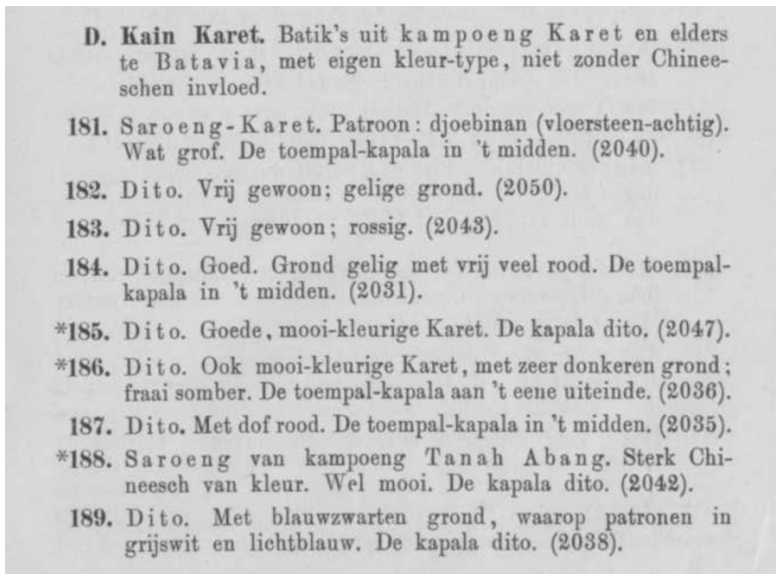 D. Kain Karet. Batik's uit kampoeng Karet en elders
te Batavia, met eigen kleur-type, niet zonder Chinee-
schen invloed.
181. Saroeng-Karet. Patroon: djoebinan (vloersteen-achtig).
Wat grof. De toempal-kapala in 't midden. (2040).
182. Dito. Vrij gewoon; gelige grond. (2050).
183. Dito. Vrij gewoon; rossig. (2043).
184. Dito. Goed. Grond gelig met vrij veel rood. De toempal-
kapala in 't midden. (2031).
*185. Dito. Goede, mooi-kleurige Karet. De kapala dito. (2047).
*186. Dito. Ook mooi-kleurige Karet, met zeer donkeren grond;
fraai somber. De toempal-kapala aan 't eene uiteinde. (2036).
187. Dito. Met dof rood. De toempal-kapala in 't midden. (2035).
*188. Saroeng van kampoeng Tanah Abang. Sterk Chi-
neesch van kleur. Wel mooi. De kapala dito. (2042).
189. Dito. Met blauwzwarten grond, waarop patronen in
grijswit en lichtblauw. De kapala dito. (2038).